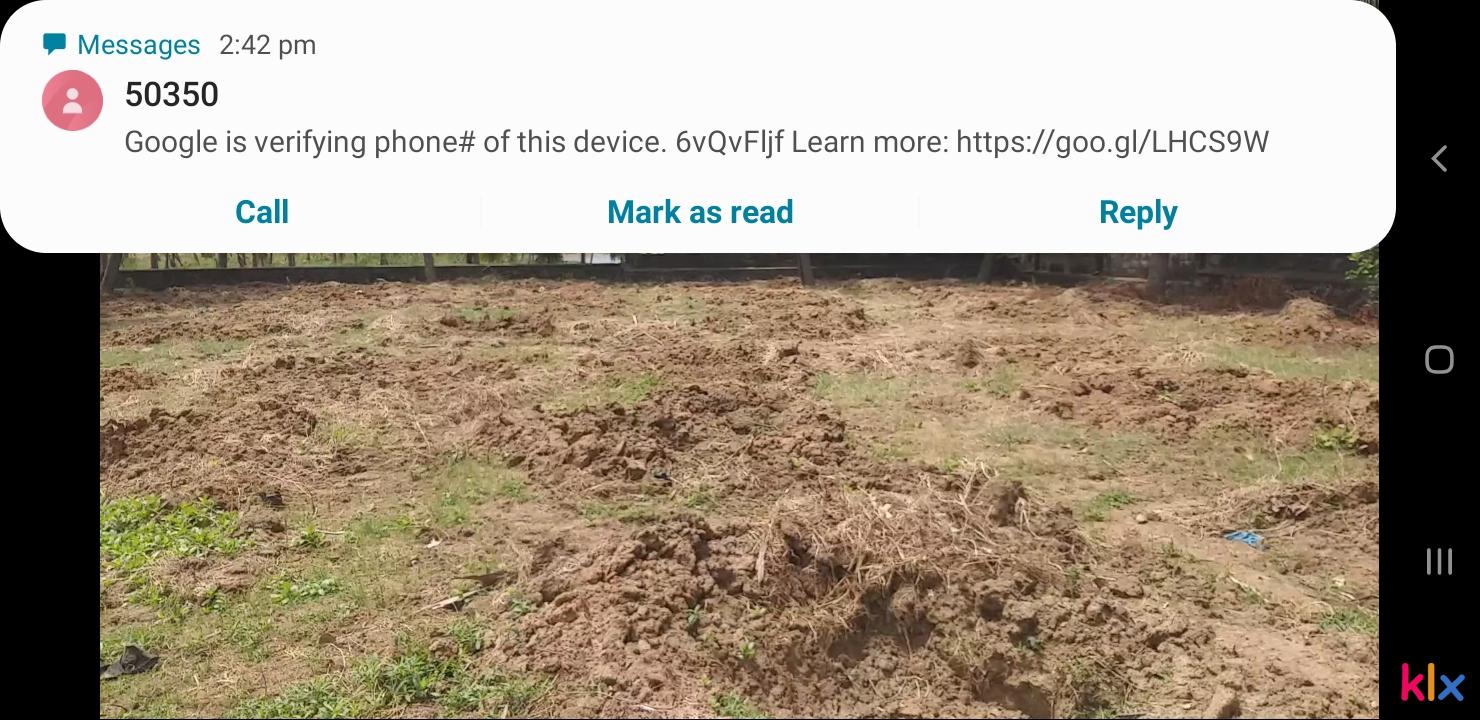 Messages 2:42 pm
50350
Google is verifying phone# of this device. 6vQvFljf Learn more: https://goo.gl/LHCS9W
Call Mark as read Reply
klx